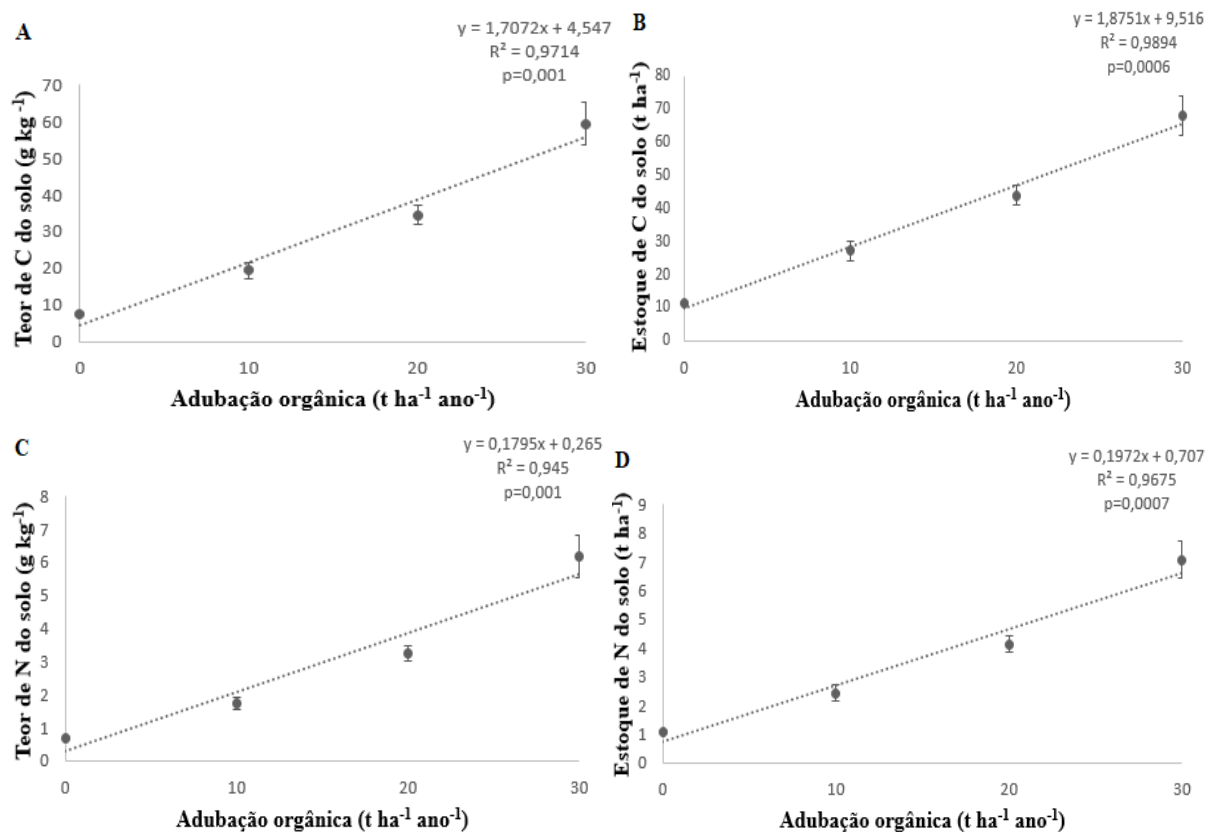 A
y = 1,7072x + 4,547
R² = 0,9714
p=0,001
Teor de C do solo (g kg⁻¹)
70
60
50
40
30
20
10
0
0 10 20 30
Adubação orgânica (t ha⁻¹ ano⁻¹)
B
y = 1,8751x + 9,516
R² = 0,9894
p=0,0006
Estoque de C do solo (t ha⁻¹)
80
70
60
50
40
30
20
10
0
0 10 20 30
Adubação orgânica (t ha⁻¹ ano⁻¹)
C
y = 0,1795x + 0,265
R² = 0,945
p=0,001
Teor de N do solo (g kg⁻¹)
8
7
6
5
4
3
2
1
0
0 10 20 30
Adubação orgânica (t ha⁻¹ ano⁻¹)
D
y = 0,1972x + 0,707
R² = 0,9675
p=0,0007
Estoque de N do solo (t ha⁻¹)
9
8
7
6
5
4
3
2
1
0
0 10 20 30
Adubação orgânica (t ha⁻¹ ano⁻¹)